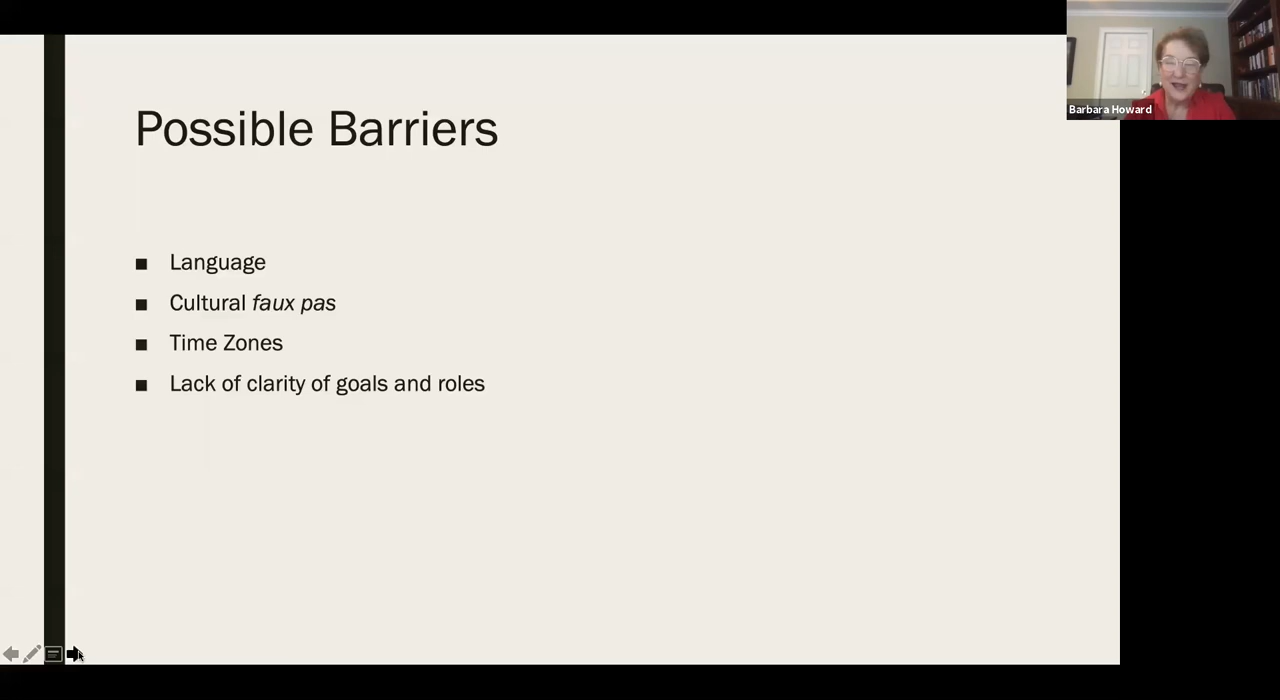 Possible Barriers
Language
Cultural faux pas
Time Zones
Lack of clarity of goals and roles
Barbara Howard